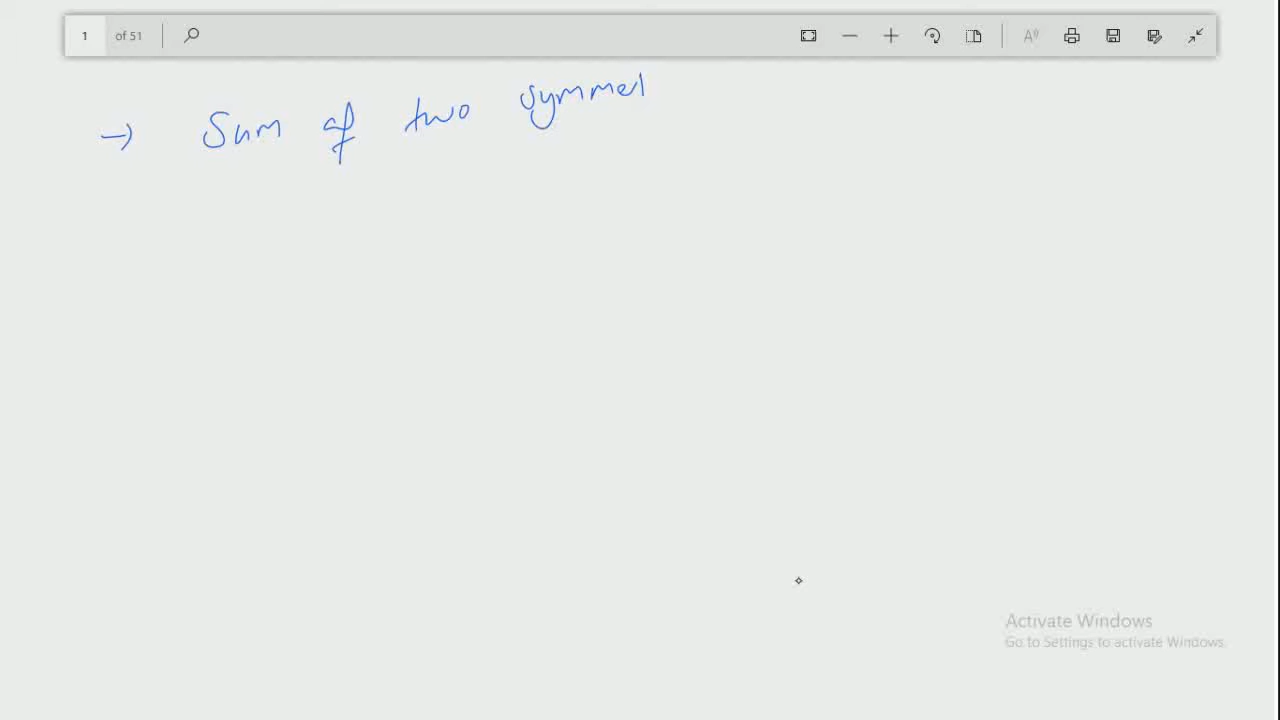 1 of 51
→ Sum of two symmet
Activate Windows
Go to Settings to activate Windows.